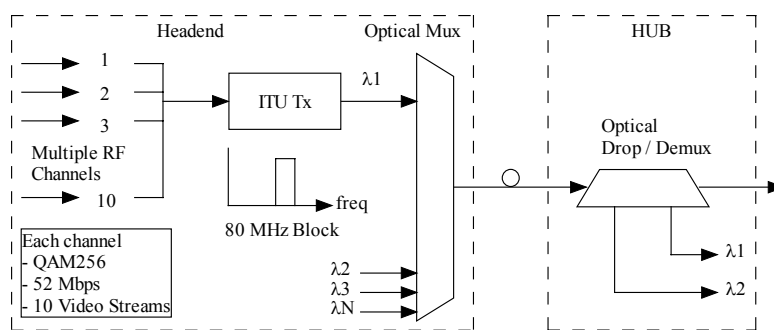 Headend
Optical Mux
HUB
1
2
3
Multiple RF
Channels
10
ITU Tx
λ1
freq
80 MHz Block
Each channel
- QAM256
- 52 Mbps
- 10 Video Streams
λ2
λ3
λN
Optical
Drop / Demux
λ1
λ2